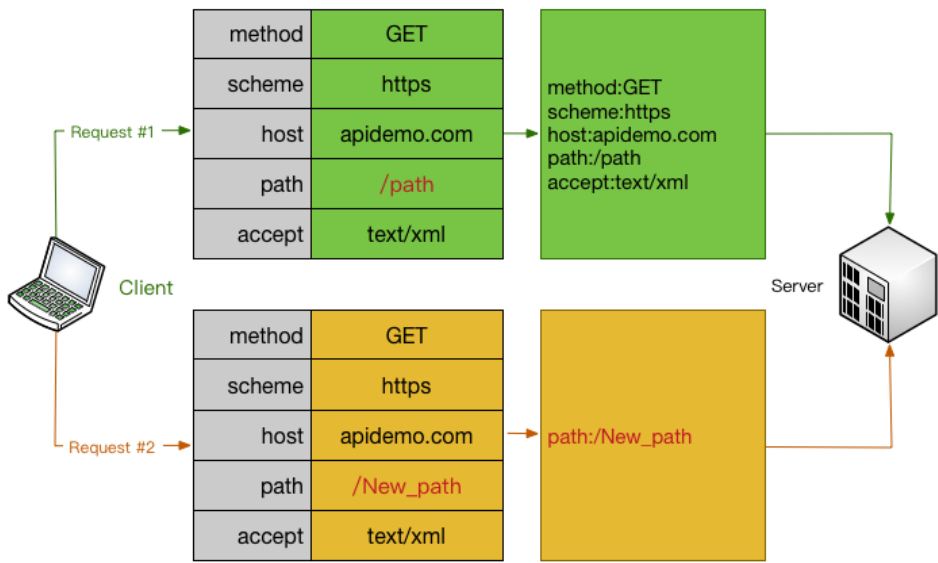 method GET
scheme https
Request #1
host apidemo.com
path /path
accept text/xml
method:GET
scheme:https
host:apidemo.com
path:/path
accept:text/xml
Client
Server
method GET
scheme https
Request #2
host apidemo.com
path /New_path
accept text/xml
path:/New_path